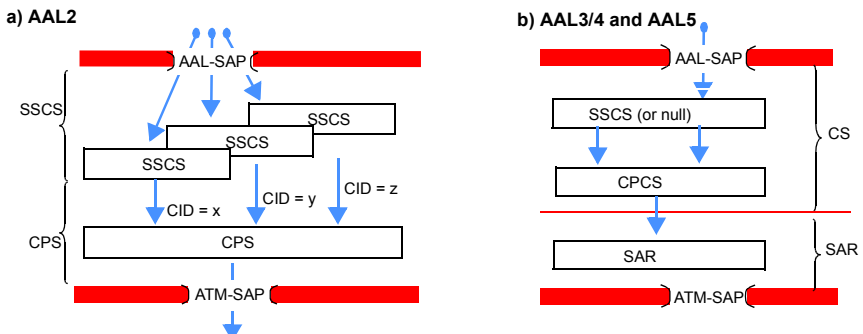 a) AAL2
AAL-SAP
SSCS
SSCS
SSCS
SSCS
CID = x
CID = y
CID = z
CPS
CPS
ATM-SAP
b) AAL3/4 and AAL5
AAL-SAP
SSCS (or null)
CS
CPCS
SAR
SAR
ATM-SAP